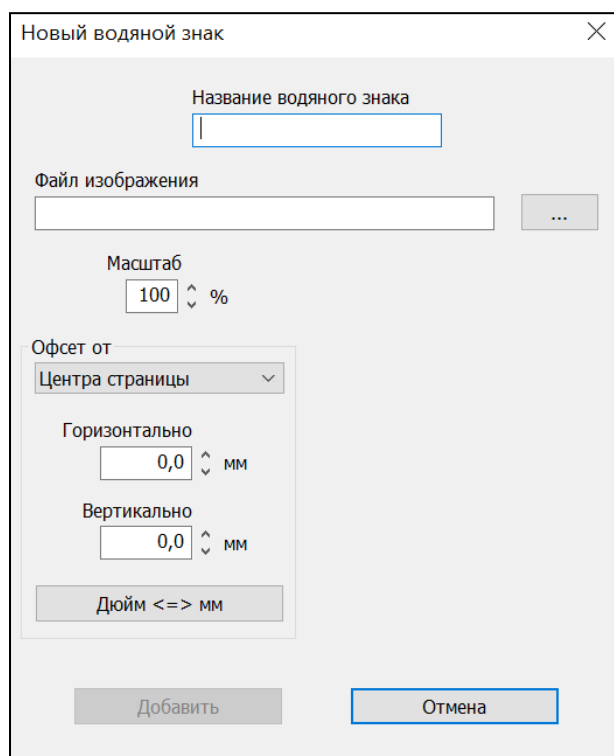 Новый водяной знак
Название водяного знака
Файл изображения
...
Масштаб
100 %
Офсет от
Центра страницы
Горизонтально
0,0 мм
Вертикально
0,0 мм
Дюйм <=> мм
Добавить Отмена